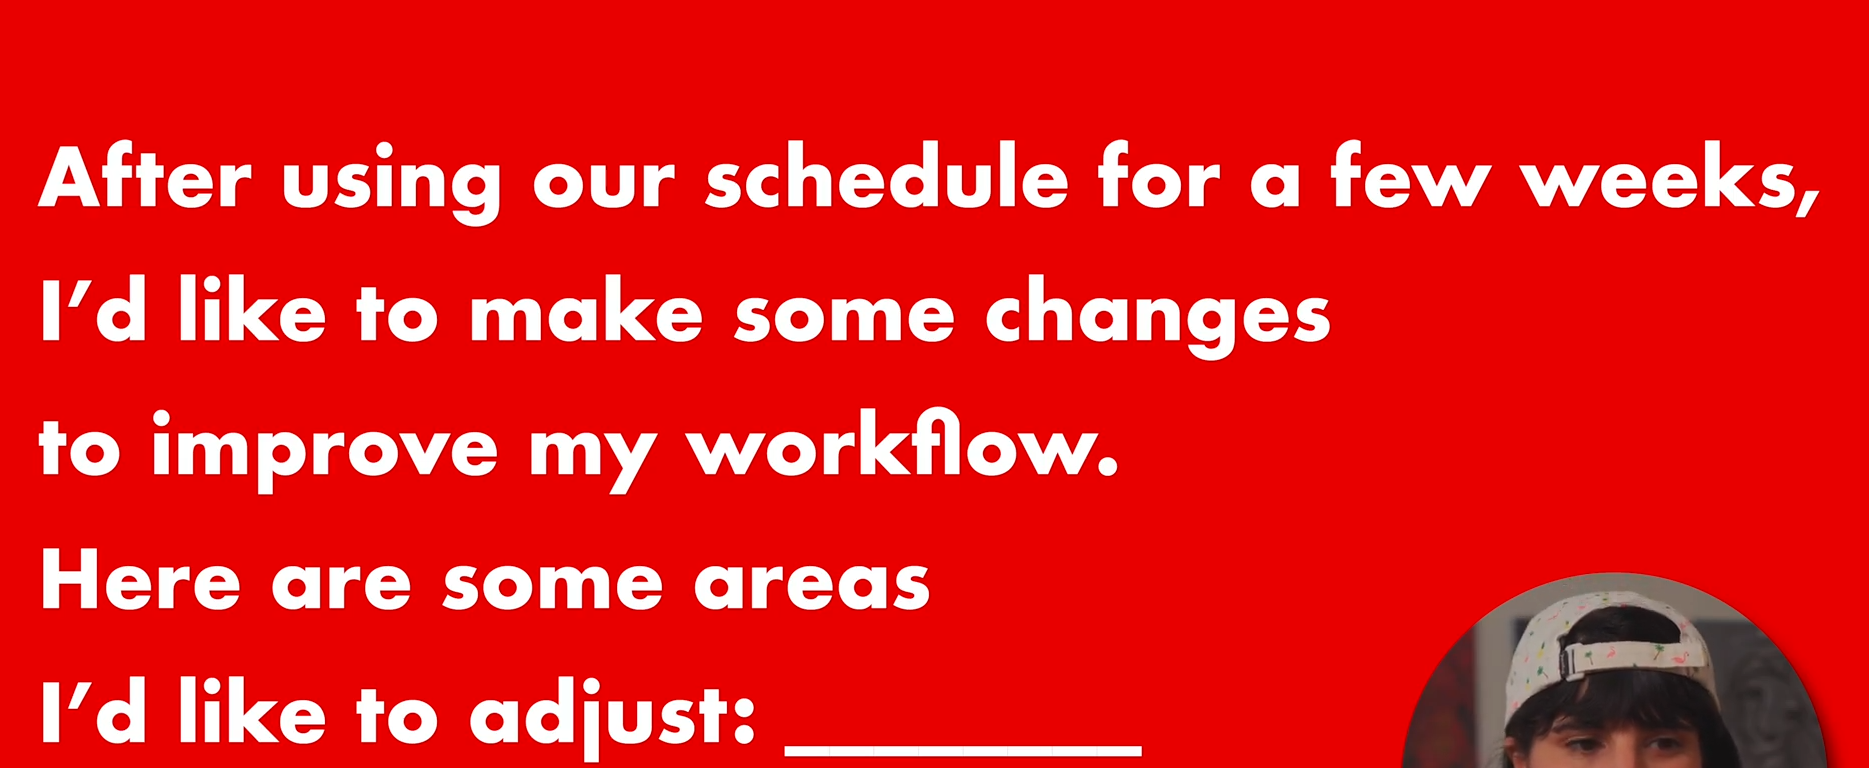 After using our schedule for a few weeks,
I’d like to make some changes
to improve my workflow.
Here are some areas
I’d like to adjust: ________